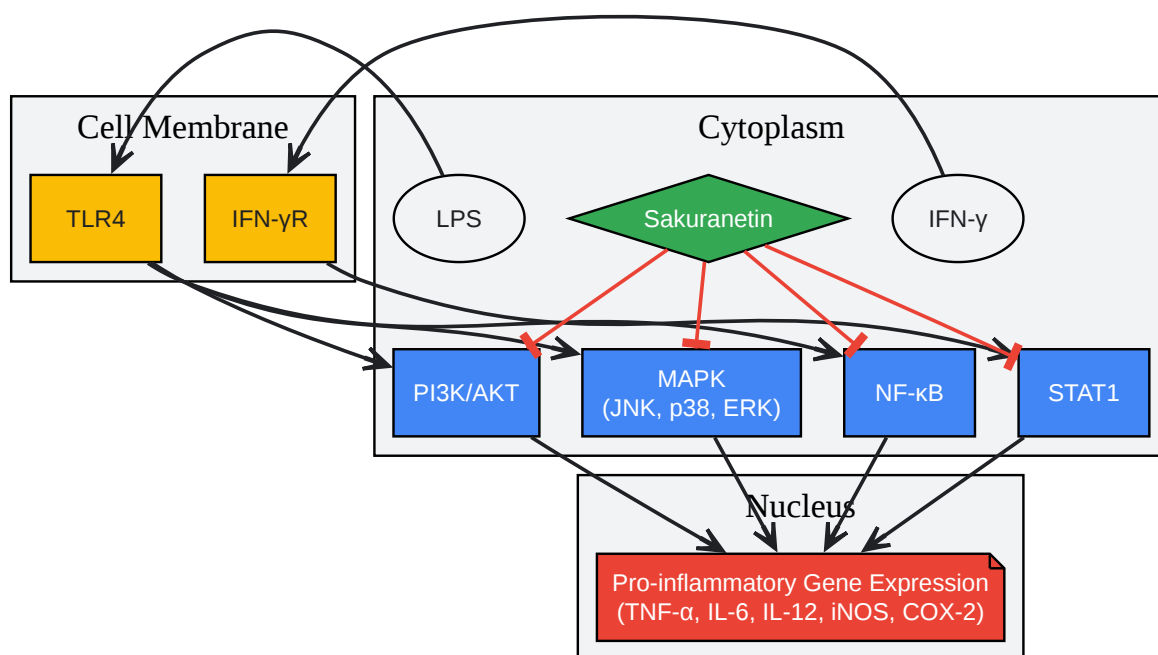 Cell Membrane
Cytoplasm
TLR4
IFN-γR
LPS
Sakuranetin
IFN-γ
PI3K/AKT
MAPK
(JNK, p38, ERK)
NF-κB
STAT1
Nucleus
Pro-inflammatory Gene Expression
(TNF-α, IL-6, IL-12, iNOS, COX-2)